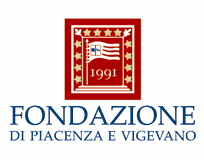 1991
FONDAZIONE
DI PIACENZA E VIGEVANO